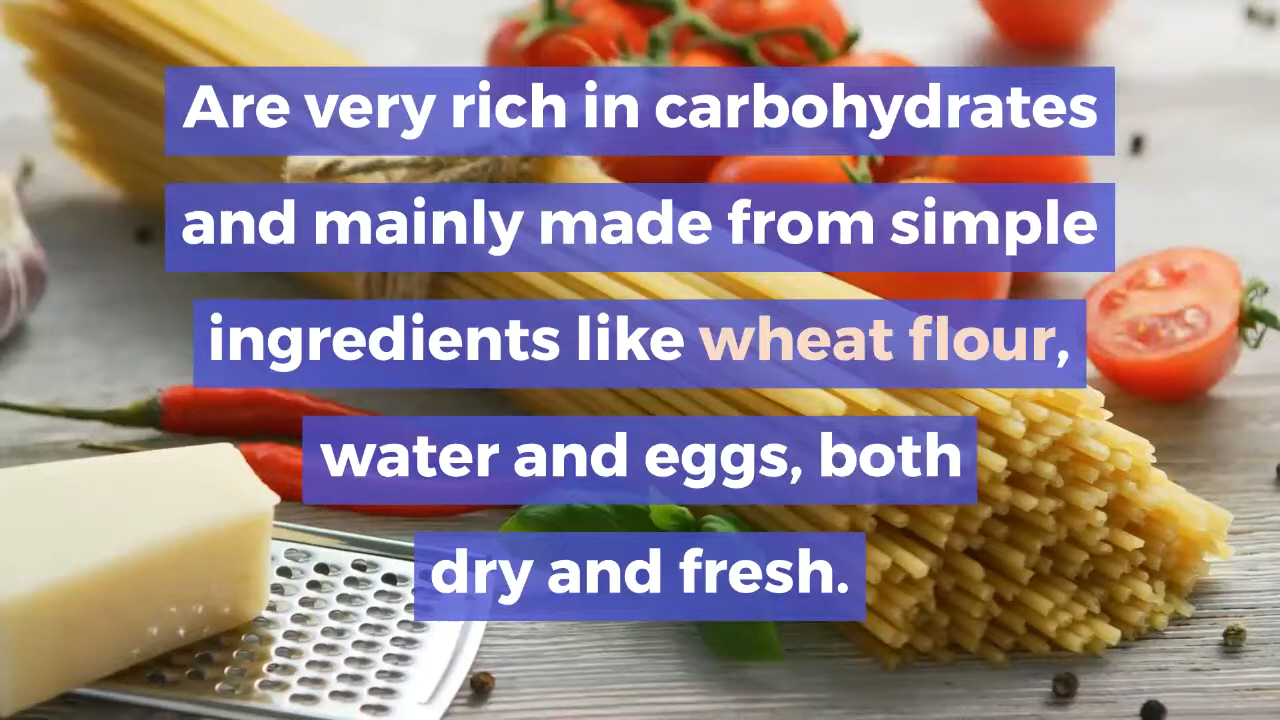 Are very rich in carbohydrates
and mainly made from simple
ingredients like wheat flour,
water and eggs, both
dry and fresh.